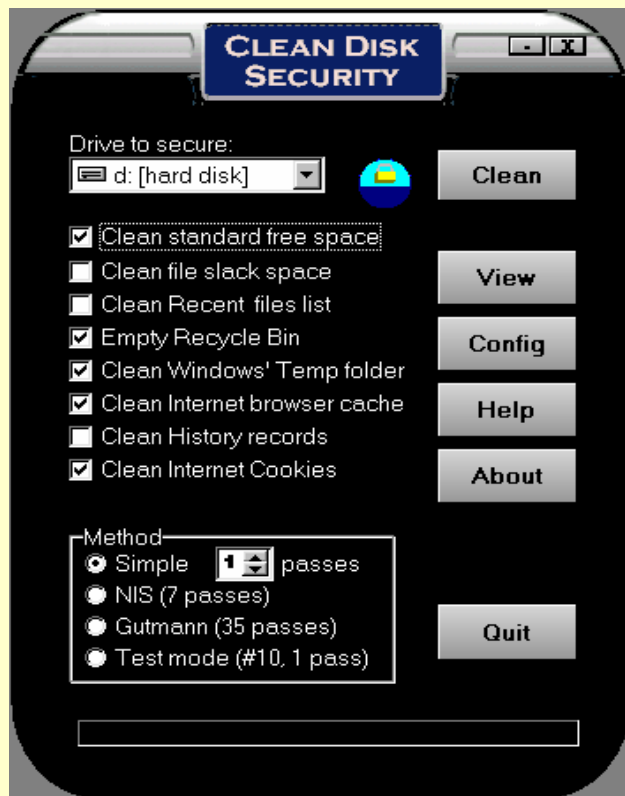 CLEAN DISK
SECURITY
- X
Drive to secure:
d: [hard disk]
Clean
Clean standard free space
Clean file slack space
View
Clean Recent files list
Empty Recycle Bin
Config
Clean Windows' Temp folder
Clean Internet browser cache
Help
Clean History records
Clean Internet Cookies
About
Method
Simple 1 passes
NIS (7 passes)
Gutmann (35 passes)
Quit
Test mode (#10, 1 pass)